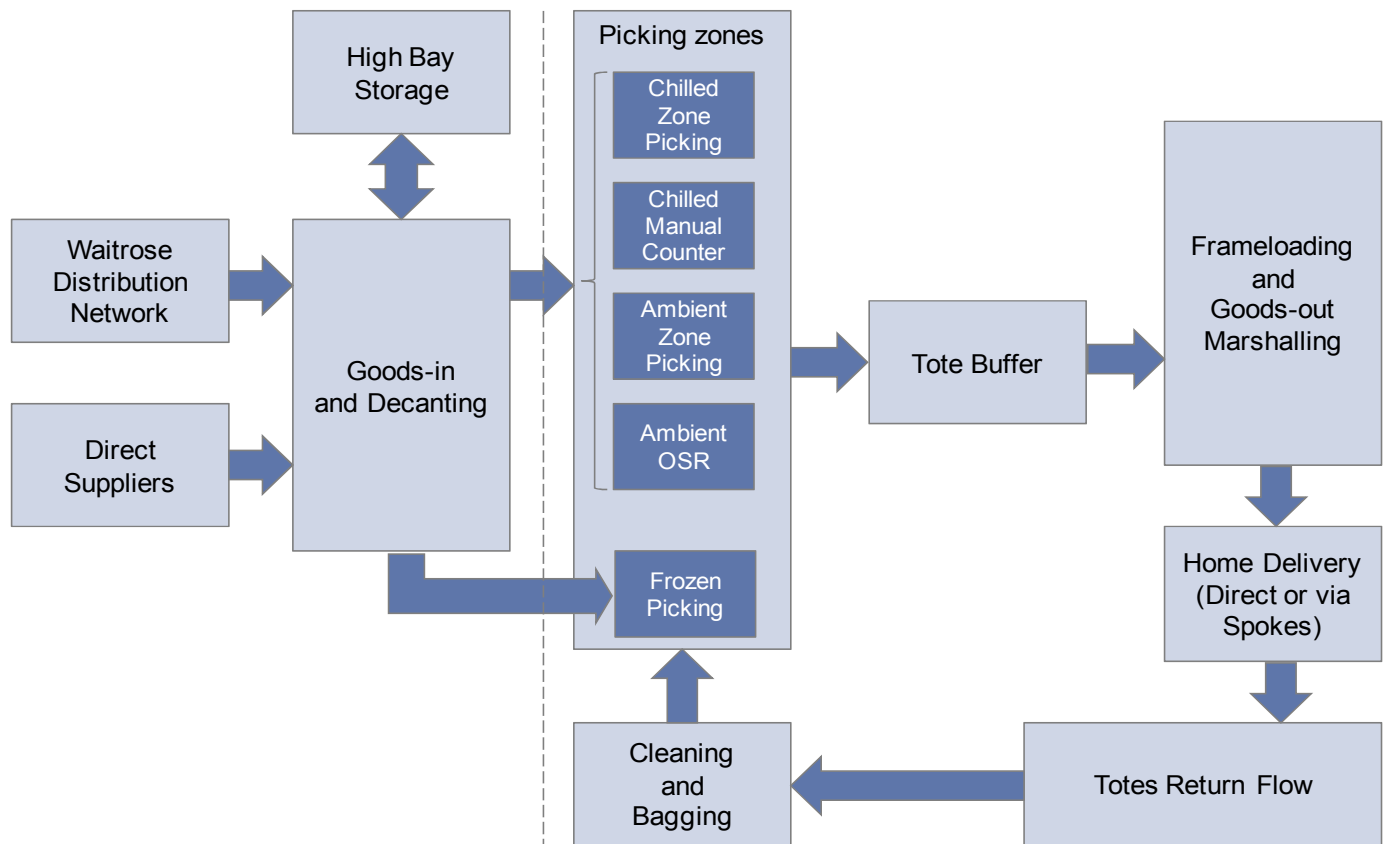 High Bay
Storage
Waitrose
Distribution
Network
Direct
Suppliers
Goods-in
and Decanting
Picking zones
Chilled
Zone
Picking
Chilled
Manual
Counter
Ambient
Zone
Picking
Ambient
OSR
Frozen
Picking
Tote Buffer
Frameloading
and
Goods-out
Marshalling
Home Delivery
(Direct or via
Spokes)
Totes Return Flow
Cleaning
and
Bagging